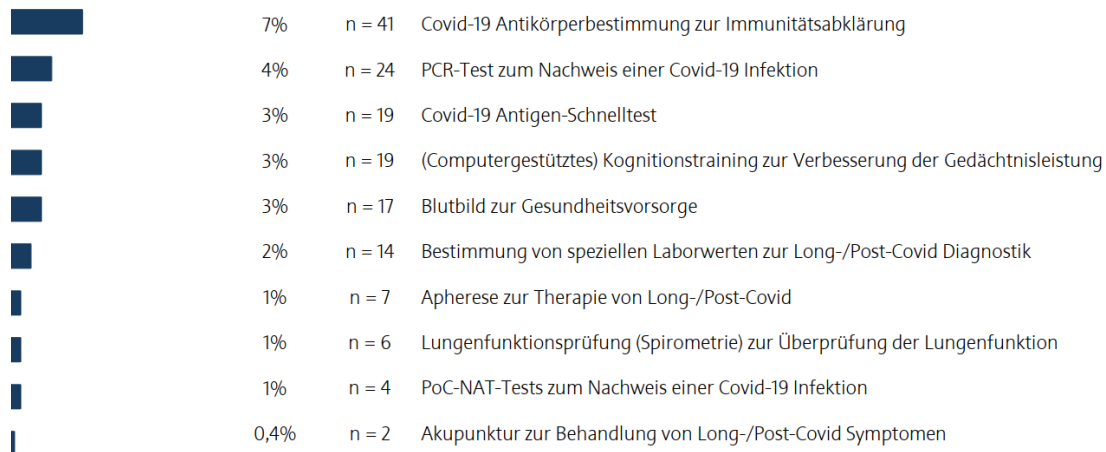 7% n = 41 Covid-19 Antikörperbestimmung zur Immunitätsabklärung
4% n = 24 PCR-Test zum Nachweis einer Covid-19 Infektion
3% n = 19 Covid-19 Antigen-Schnelltest
3% n = 19 (Computergestütztes) Kognitionstraining zur Verbesserung der Gedächtnisleistung
3% n = 17 Blutbild zur Gesundheitsvorsorge
2% n = 14 Bestimmung von speziellen Laborwerten zur Long-/Post-Covid Diagnostik
1% n = 7 Apherese zur Therapie von Long-/Post-Covid
1% n = 6 Lungenfunktionsprüfung (Spirometrie) zur Überprüfung der Lungenfunktion
1% n = 4 PoC-NAT-Tests zum Nachweis einer Covid-19 Infektion
0,4% n = 2 Akupunktur zur Behandlung von Long-/Post-Covid Symptomen